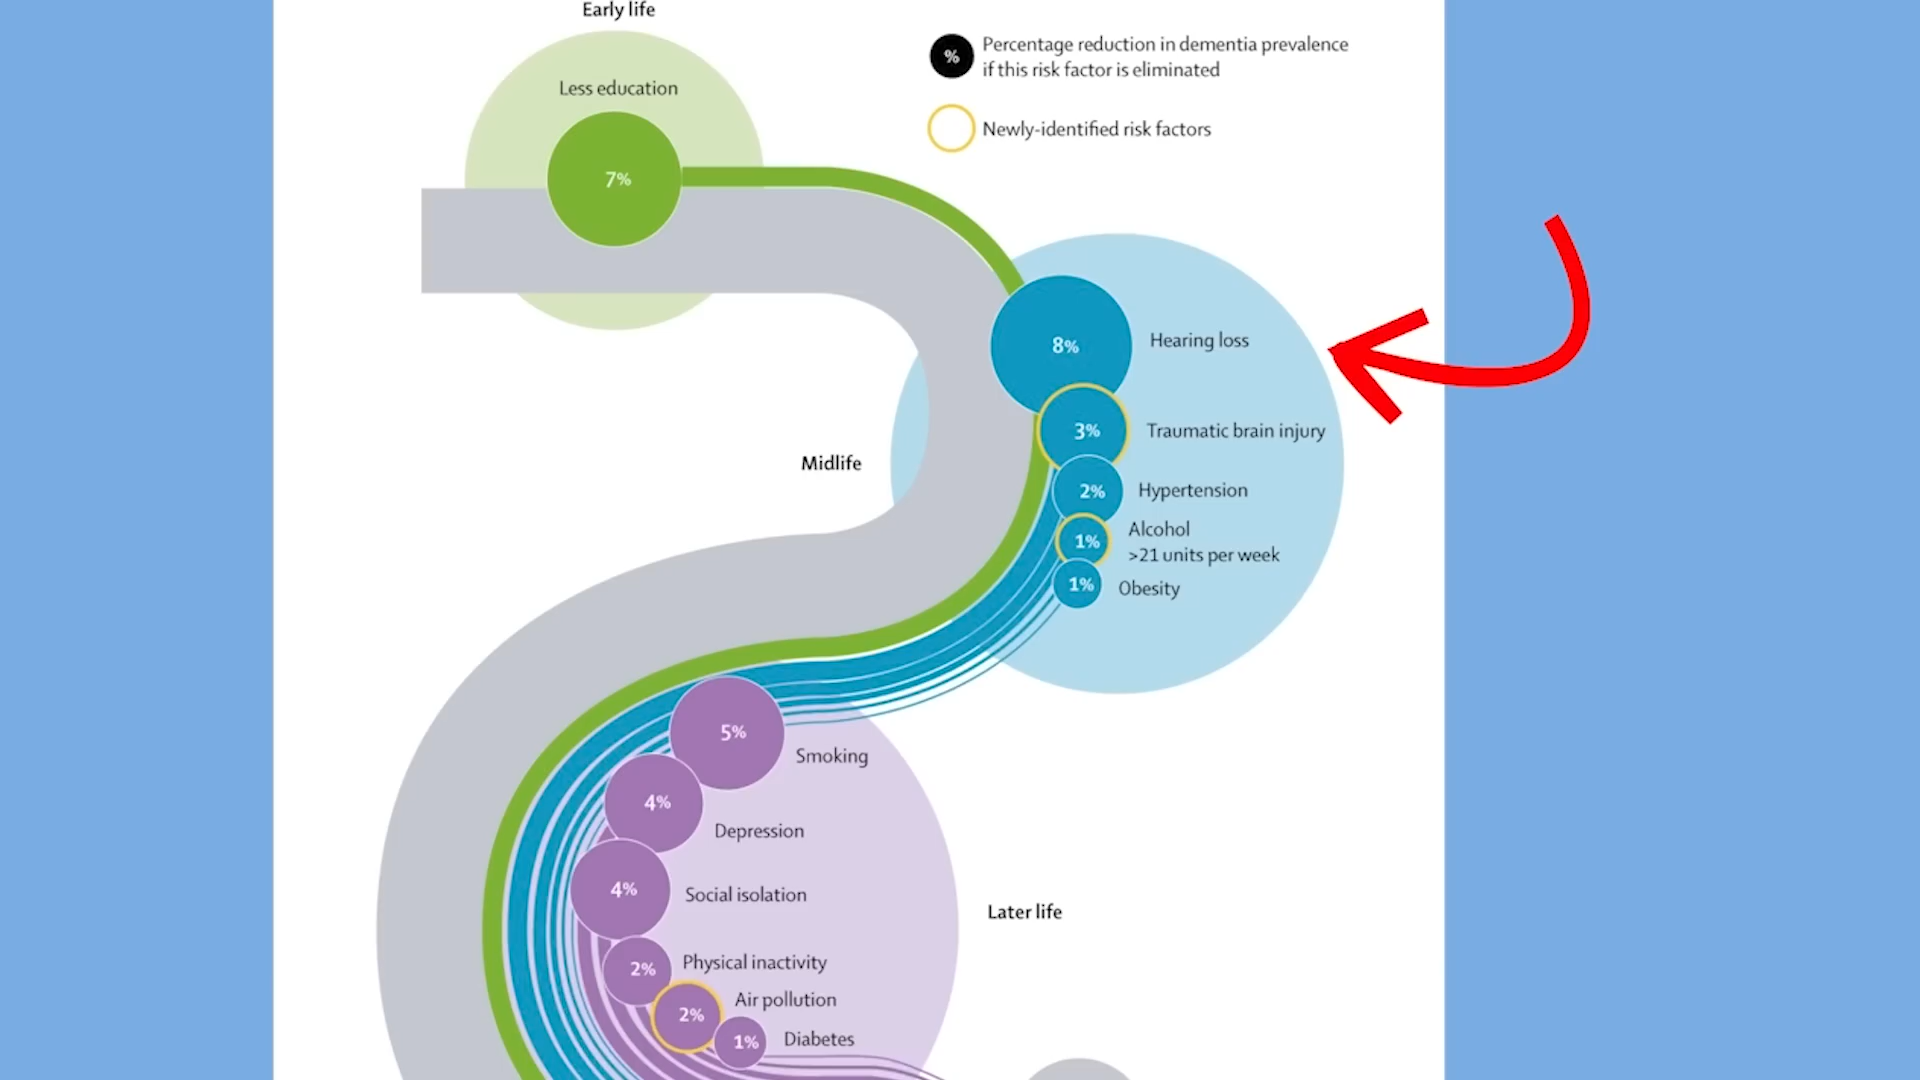 Early life
Less education
7%
%
Percentage reduction in dementia prevalence
if this risk factor is eliminated
Newly-identified risk factors
Midlife
8%
Hearing loss
3%
Traumatic brain injury
2%
Hypertension
1%
Alcohol
>21 units per week
1%
Obesity
5%
Smoking
4%
Depression
4%
Social isolation
Later life
2%
Physical inactivity
2%
Air pollution
1%
Diabetes